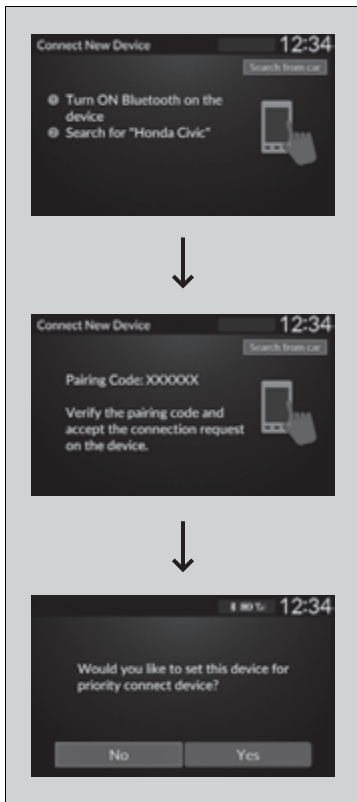 Connect New Device 12:34
Search from car
❶ Turn ON Bluetooth on the
device
❷ Search for "Honda Civic"
Connect New Device 12:34
Search from car
Pairing Code: XXXXXX
Verify the pairing code and
accept the connection request
on the device.
12:34
Would you like to set this device for
priority connect device?
No Yes